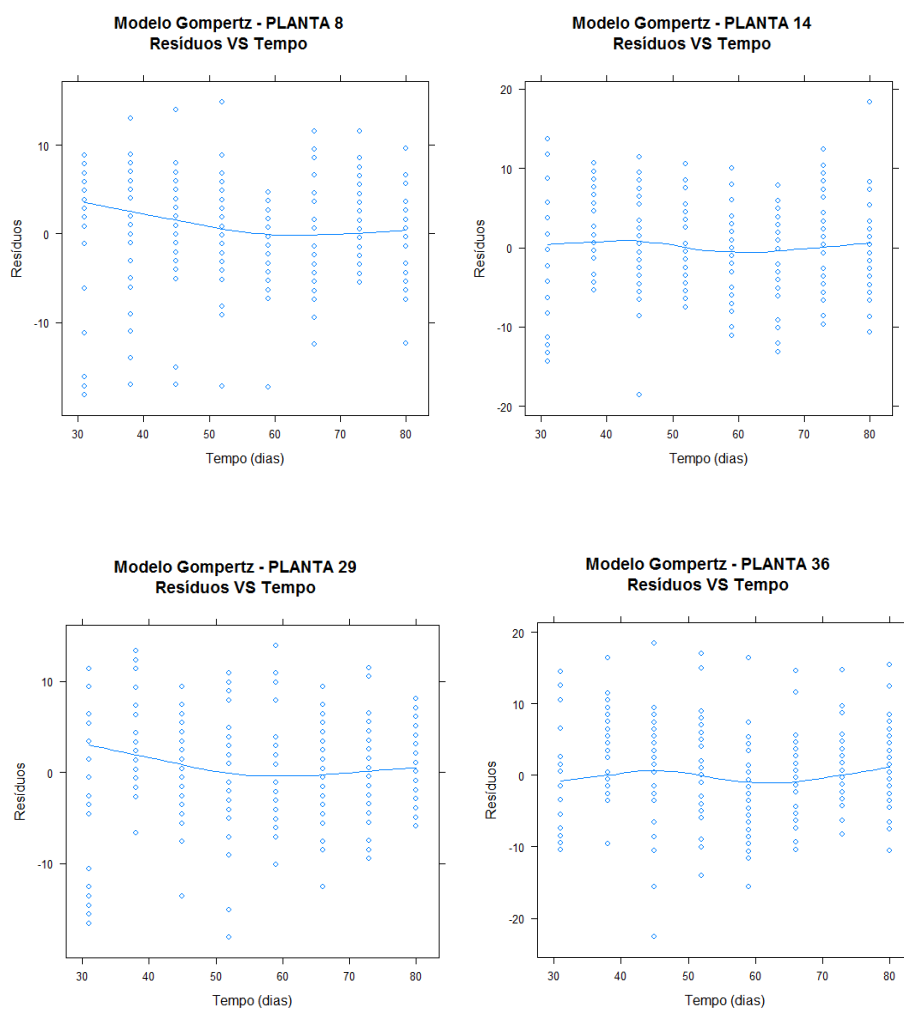 Modelo Gompertz - PLANTA 8
Resíduos VS Tempo
10
0
-10
Resíduos
30 40 50 60 70 80
Tempo (dias)
Modelo Gompertz - PLANTA 14
Resíduos VS Tempo
20
10
0
-10
-20
Resíduos
30 40 50 60 70 80
Tempo (dias)
Modelo Gompertz - PLANTA 29
Resíduos VS Tempo
10
0
-10
Resíduos
30 40 50 60 70 80
Tempo (dias)
Modelo Gompertz - PLANTA 36
Resíduos VS Tempo
20
10
0
-10
-20
Resíduos
30 40 50 60 70 80
Tempo (dias)